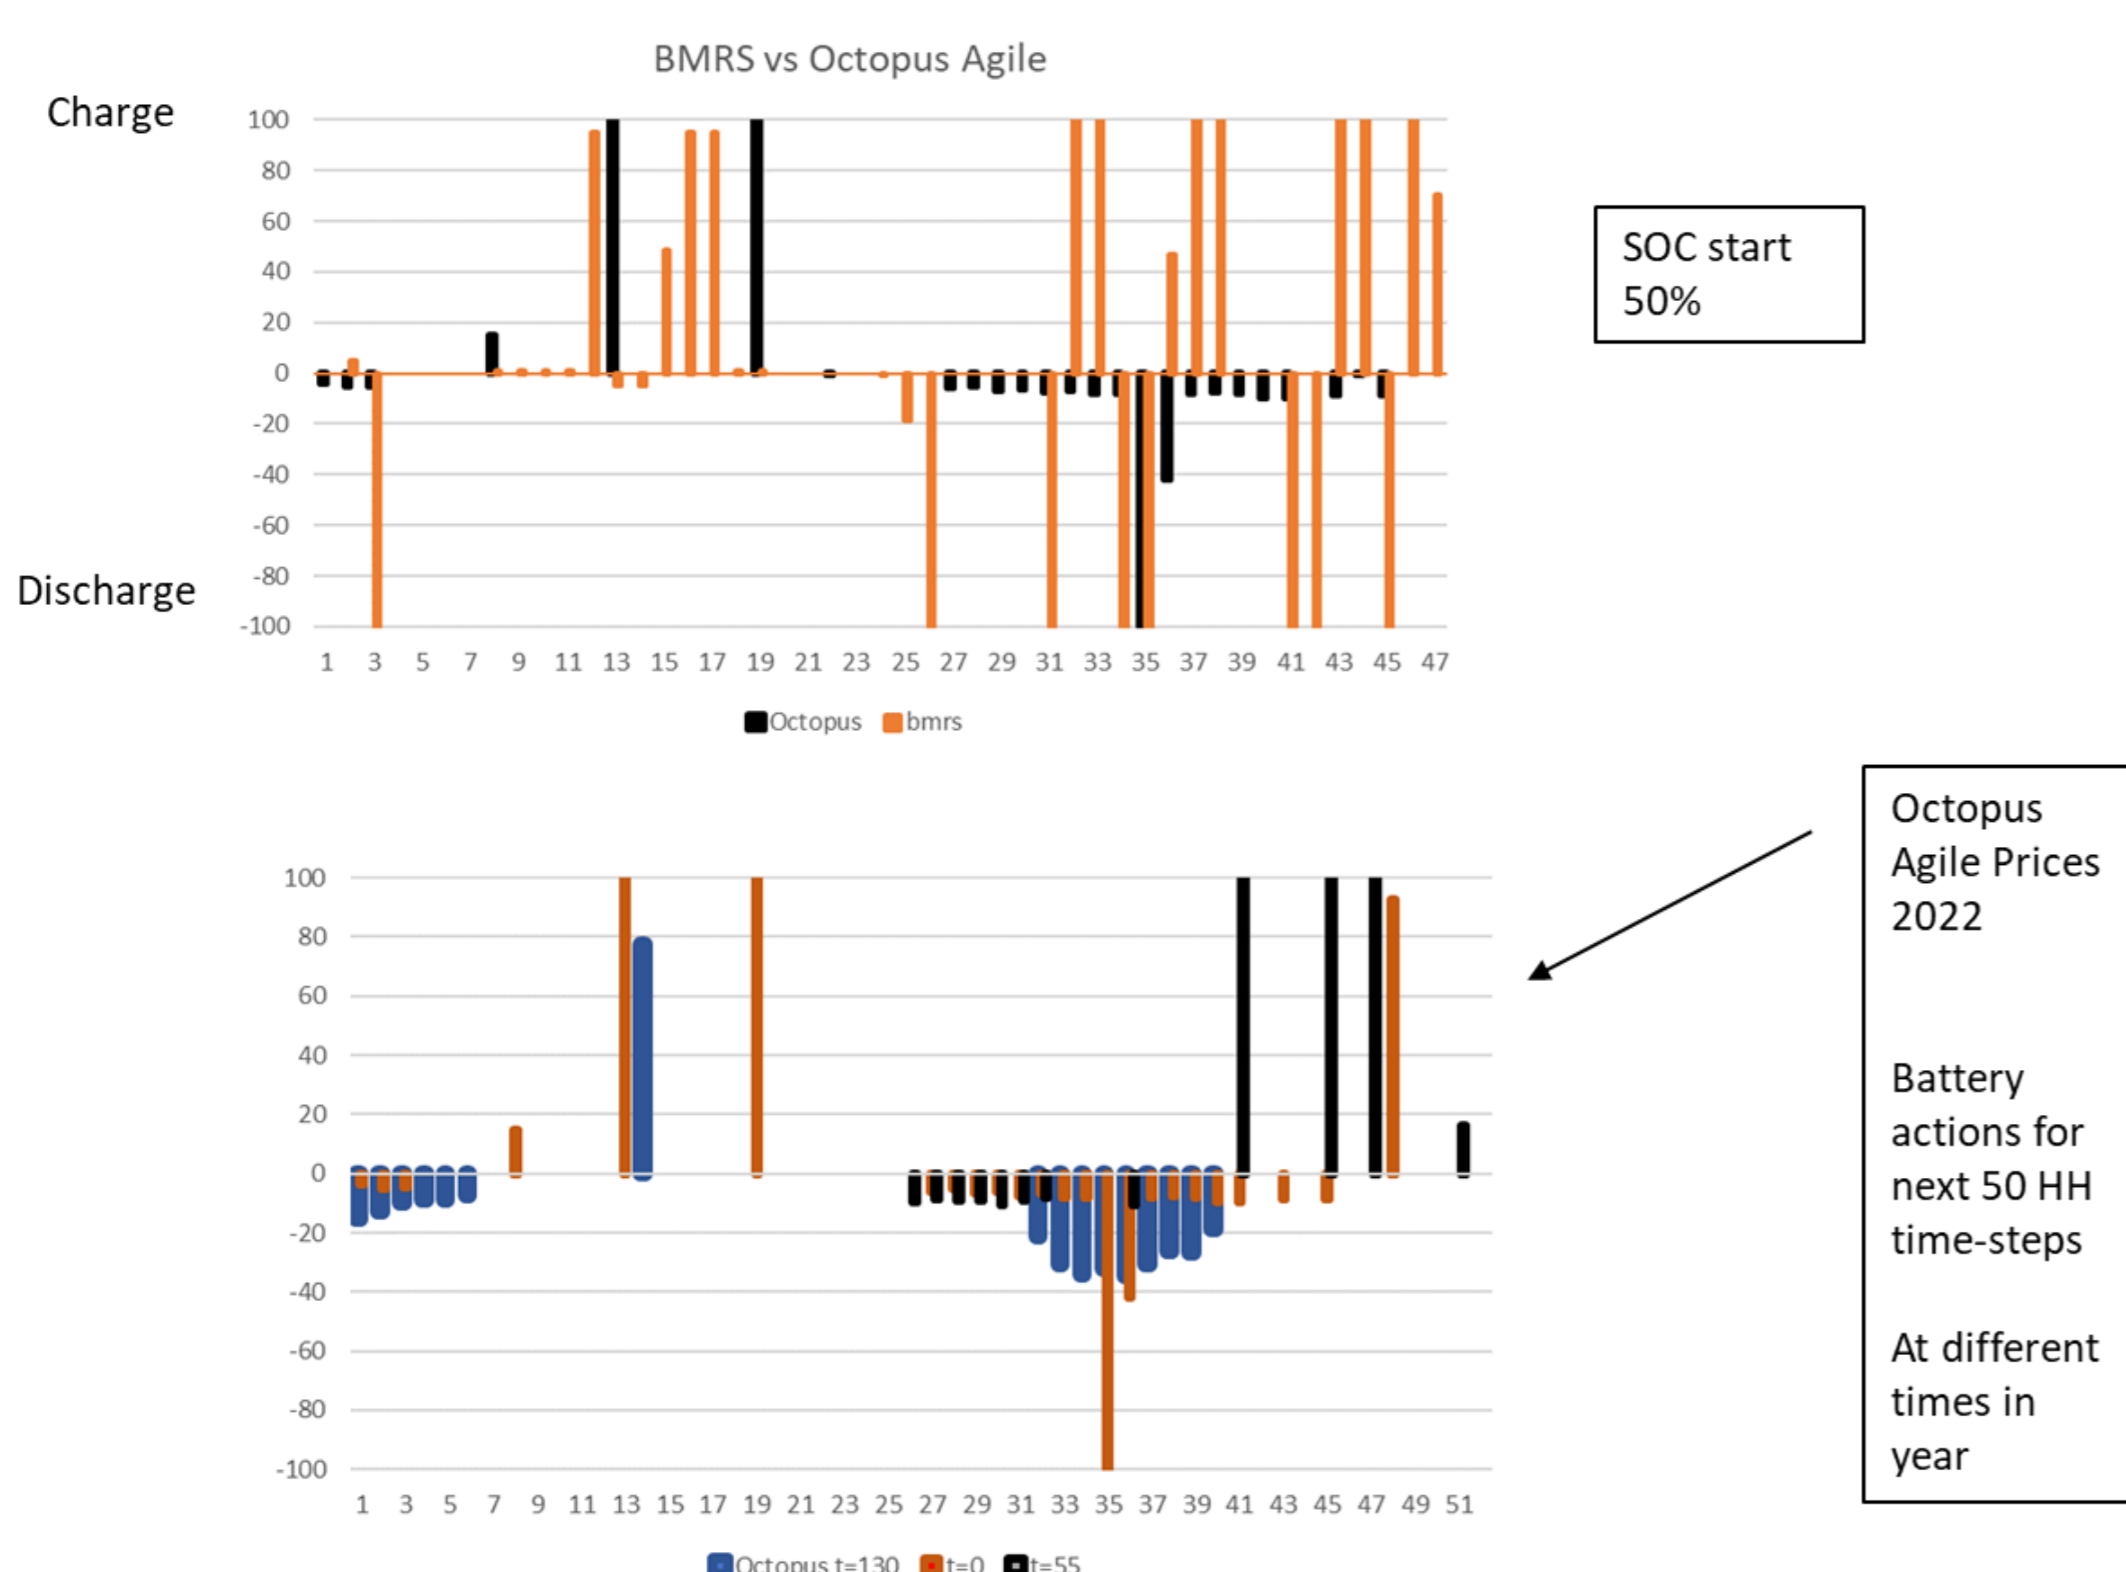 BMRS vs Octopus Agile
Charge
100
80
60
40
20
0
-20
-40
-60
-80
-100
Discharge
1 3 5 7 9 11 13 15 17 19 21 23 25 27 29 31 33 35 37 39 41 43 45 47
Octopus bmrs
SOC start
50%
100
80
60
40
20
0
-20
-40
-60
-80
-100
1 3 5 7 9 11 13 15 17 19 21 23 25 27 29 31 33 35 37 39 41 43 45 47 49 51
Octopus t=130 t=0 t=55
Octopus
Agile Prices
2022
Battery
actions for
next 50 HH
time-steps
At different
times in
year